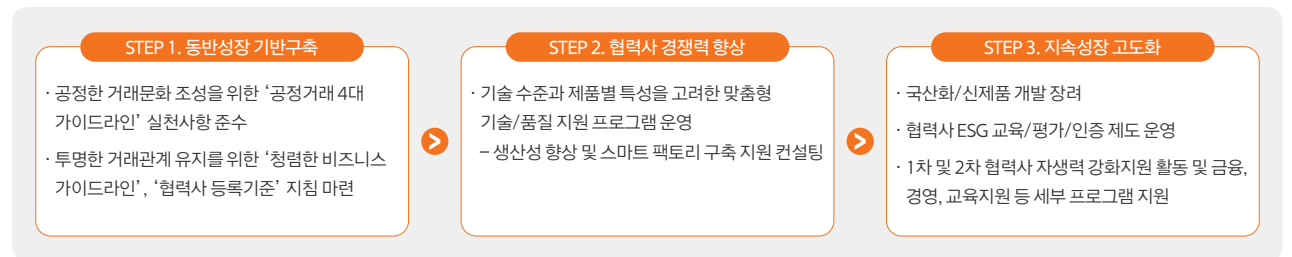 STEP 1. 동반성장 기반구축
· 공정한 거래문화 조성을 위한 ‘공정거래 4대
가이드라인’ 실천사항 준수
· 투명한 거래관계 유지를 위한 ‘청렴한 비즈니스
가이드라인’, ‘협력사 등록기준’ 지침 마련
STEP 2. 협력사 경쟁력 향상
· 기술 수준과 제품별 특성을 고려한 맞춤형
기술/품질 지원 프로그램 운영
– 생산성 향상 및 스마트 팩토리 구축 지원 컨설팅
STEP 3. 지속성장 고도화
· 국산화/신제품 개발 장려
· 협력사 ESG 교육/평가/인증 제도 운영
· 1차 및 2차 협력사 자생력 강화지원 활동 및 금융,
경영, 교육지원 등 세부 프로그램 지원